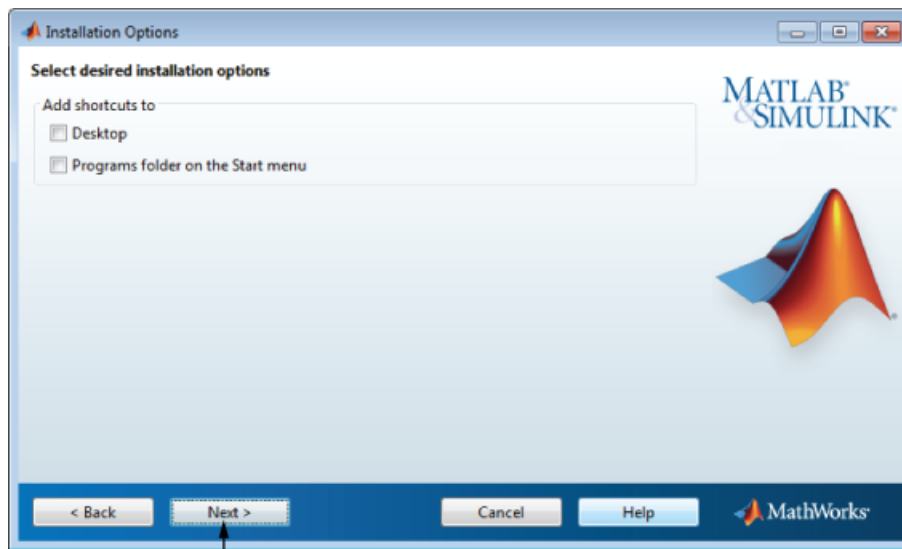 Installation Options
Select desired installation options
Add shortcuts to
Desktop
Programs folder on the Start menu
MATLAB®
&SIMULINK®
®
< Back
Next >
Cancel
Help
MathWorks®